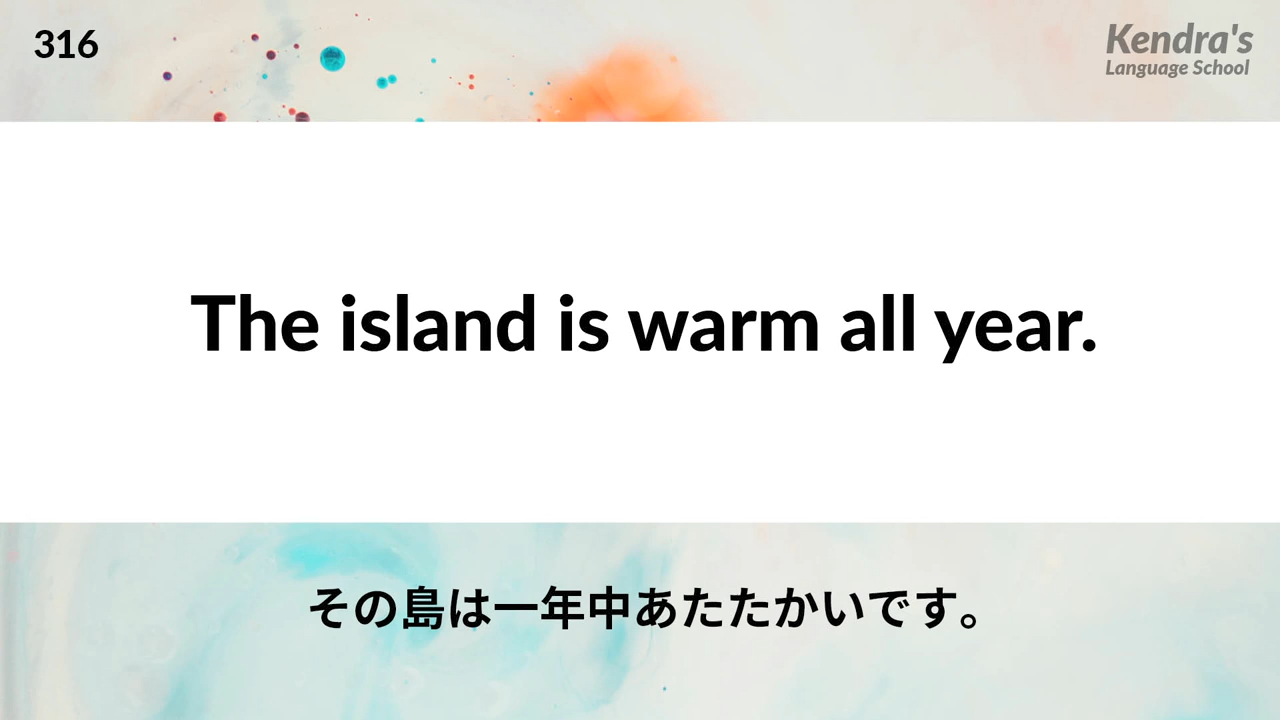 316
Kendra's
Language School
The island is warm all year.
その島は一年中あたたかいです。